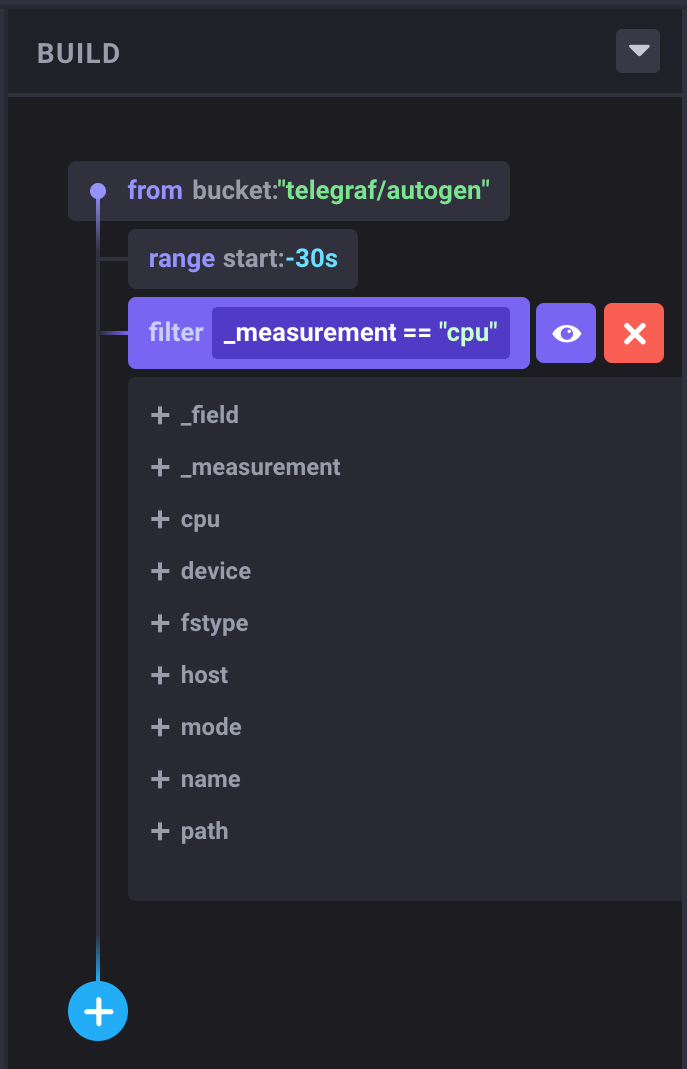 BUILD
from bucket:"telegraf/autogen"
range start:-30s
filter _measurement == "cpu"
_field
_measurement
cpu
device
fstype
host
mode
name
path